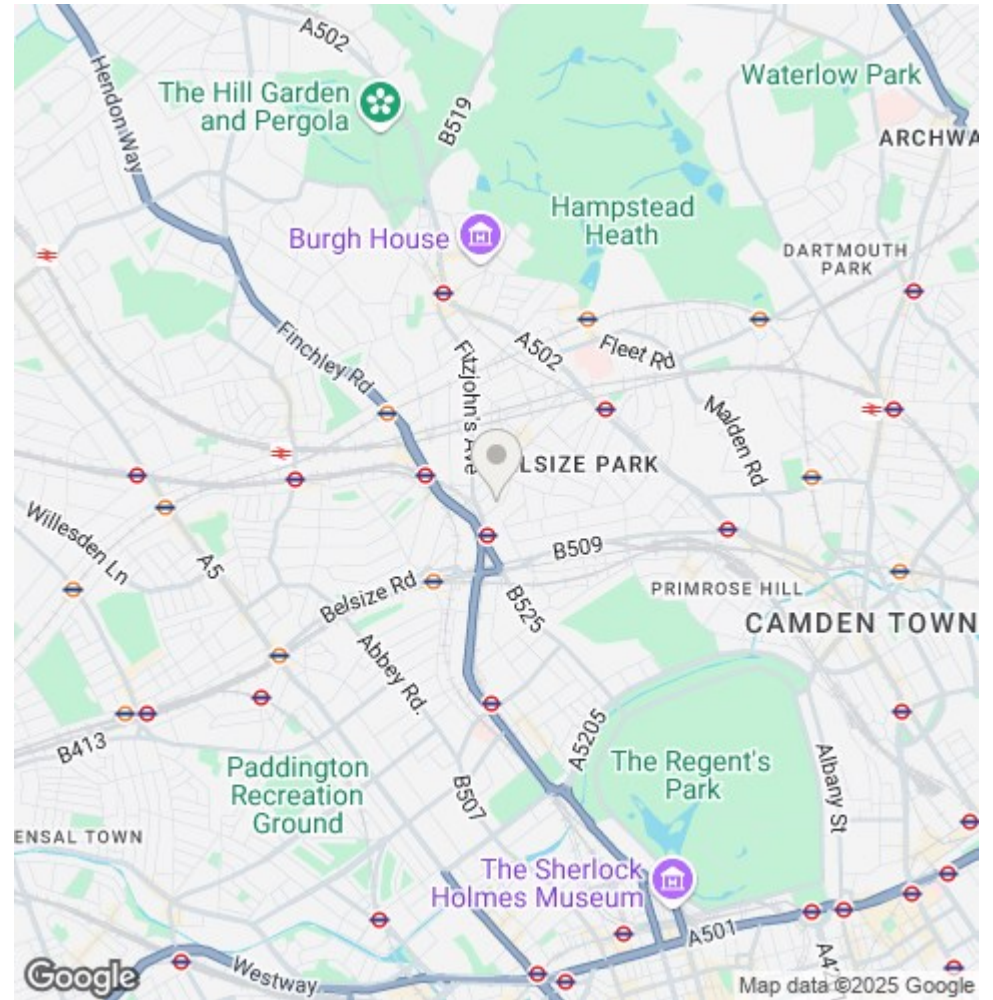 A502
Hendon Way
The Hill Garden
and Pergola
B519
Waterlow Park
ARCHWA
Hampstead
Heath
Burgh House
DARTMOUTH
PARK
Finchley Rd
Fitzjohn's Ave
A502
Fleet Rd
Malden Rd
LSIZE PARK
Willesden Ln
A5
B509
Belsize Rd
B525
PRIMROSE HILL
CAMDEN TOWN
Abbey Rd.
B413
A5205
The Regent's
Park
Albany St
Paddington
Recreation
Ground
B507
ENSAL TOWN
The Sherlock
Holmes Museum
A501
Westway
Google
Map data ©2025 Google